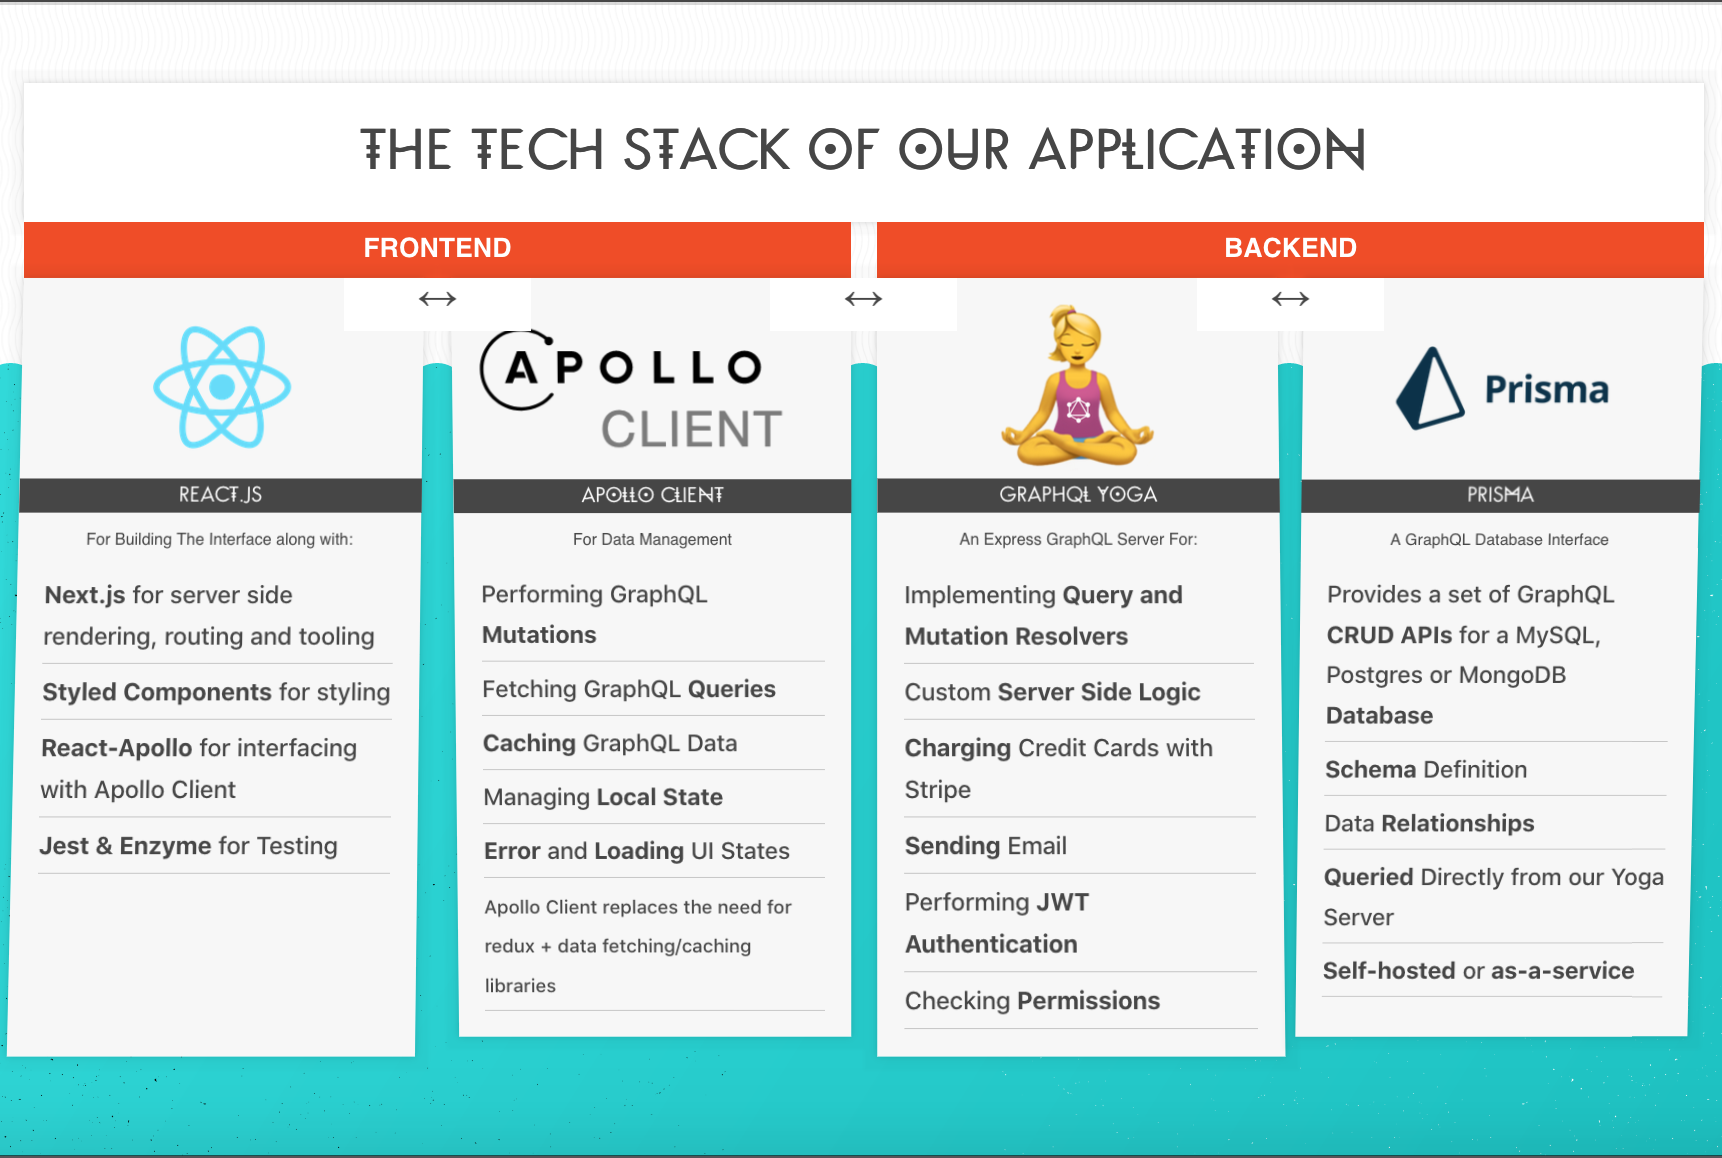 THE TECH STACK OF OUR APPLICATION
FRONTEND
BACKEND
↔
↔
↔
APOLLO
CLIENT
Prisma
REACT.JS
For Building The Interface along with:
Next.js for server side
rendering, routing and tooling
Styled Components for styling
React-Apollo for interfacing
with Apollo Client
Jest & Enzyme for Testing
APOLLO CLIENT
For Data Management
Performing GraphQL
Mutations
Fetching GraphQL Queries
Caching GraphQL Data
Managing Local State
Error and Loading UI States
Apollo Client replaces the need for
redux + data fetching/caching
libraries
GRAPHQL YOGA
An Express GraphQL Server For:
Implementing Query and
Mutation Resolvers
Custom Server Side Logic
Charging Credit Cards with
Stripe
Sending Email
Performing JWT
Authentication
Checking Permissions
PRISMA
A GraphQL Database Interface
Provides a set of GraphQL
CRUD APIs for a MySQL,
Postgres or MongoDB
Database
Schema Definition
Data Relationships
Queried Directly from our Yoga
Server
Self-hosted or as-a-service